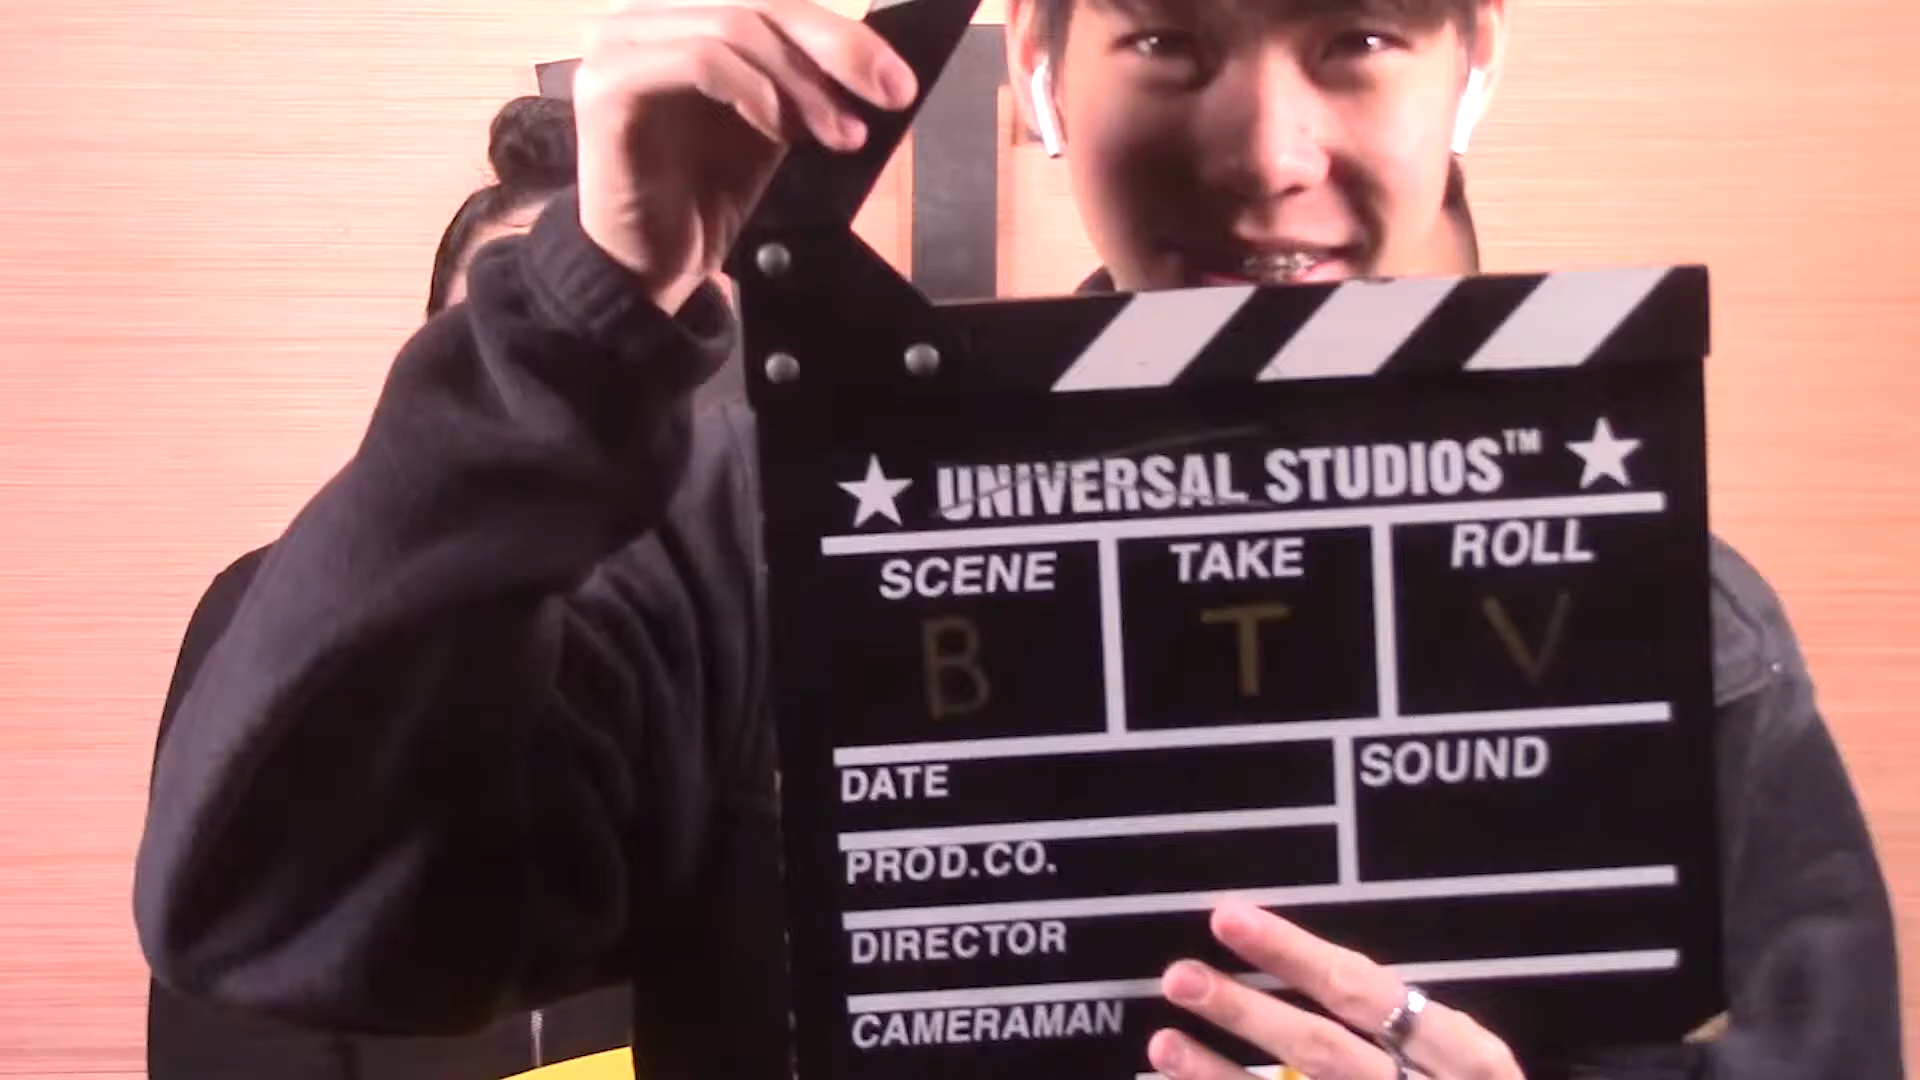 ★ UNIVERSAL STUDIOS™ ★
SCENE TAKE ROLL
B T V
DATE
SOUND
PROD.CO.
DIRECTOR
CAMERAMAN